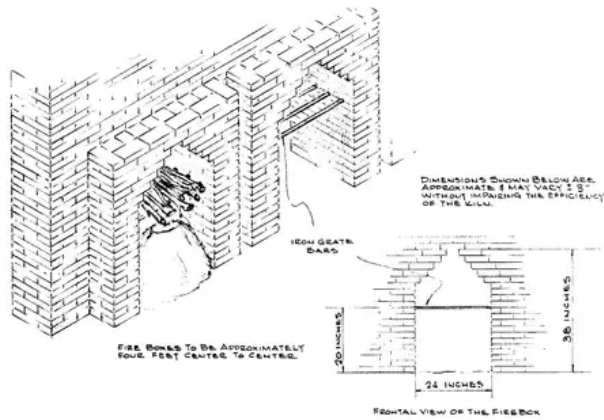 DIMENSIONS SHOWN BELOW ARE
APPROXIMATE & MAY VARY ± 3"
WITHOUT IMPAIRING THE EFFICIENCY
OF THE KILN.
IRON GRATE
BARS
20 INCHES
38 INCHES
FIRE BOXES TO BE APPROXIMATELY
FOUR FEET CENTER TO CENTER
24 INCHES
FRONTAL VIEW OF THE FIREBOX